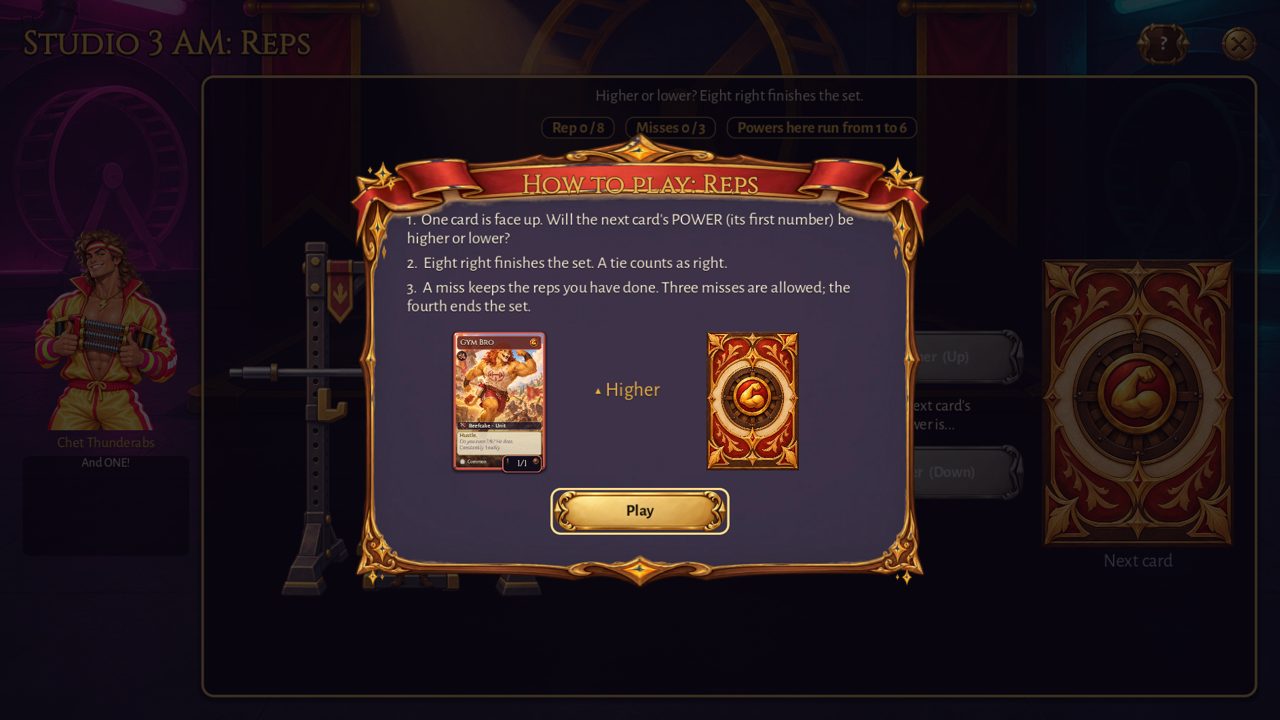 Studio 3 AM: Reps
?
Higher or lower? Eight right finishes the set.
Rep 0 / 8
Misses 0 / 3
Powers here run from 1 to 6
How to play: Reps
1. One card is face up. Will the next card's POWER (its first number) be
higher or lower?
2. Eight right finishes the set. A tie counts as right.
3. A miss keeps the reps you have done. Three misses are allowed; the
fourth ends the set.
Gym Bro
Beefcake - Unit
Hustle.
Common
1/1
▲ Higher
Play
(Up)
card's
is...
(Down)
Next card
Chet Thunderabs
And ONE!